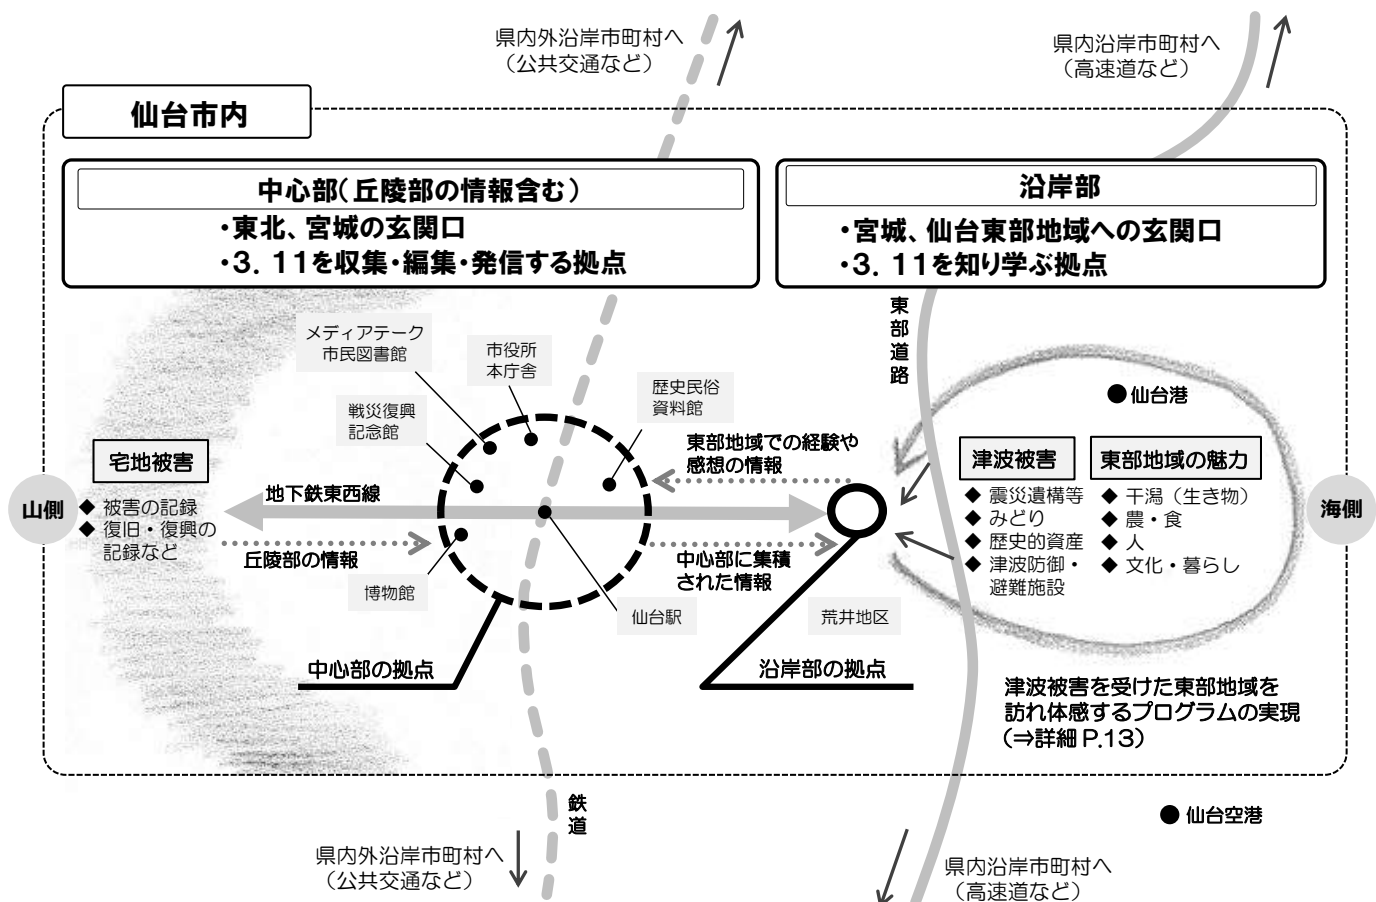 県内外沿岸市町村へ
（公共交通など）
県内沿岸市町村へ
（高速道など）
仙台市内
中心部（丘陵部の情報含む）
・東北、宮城の玄関口
・3．11を収集・編集・発信する拠点
沿岸部
・宮城、仙台東部地域への玄関口
・3．11を知り学ぶ拠点
東部道路
メディアテーク
市民図書館
市役所
本庁舎
歴史民俗
資料館
戦災復興
記念館
仙台港
宅地被害
東部地域での経験や
感想の情報
津波被害
東部地域の魅力
山側
◆ 被害の記録
◆ 復旧・復興の
記録など
地下鉄東西線
◆ 震災遺構等
◆ みどり
◆ 歴史的資産
◆ 津波防御・
避難施設
◆ 干潟（生き物）
◆ 農・食
◆ 人
◆ 文化・暮らし
海側
丘陵部の情報
中心部に集積
された情報
博物館
仙台駅
荒井地区
中心部の拠点
沿岸部の拠点
津波被害を受けた東部地域を
訪れ体感するプログラムの実現
（⇒詳細 P.13）
鉄道
仙台空港
県内外沿岸市町村へ
（公共交通など）
県内沿岸市町村へ
（高速道など）